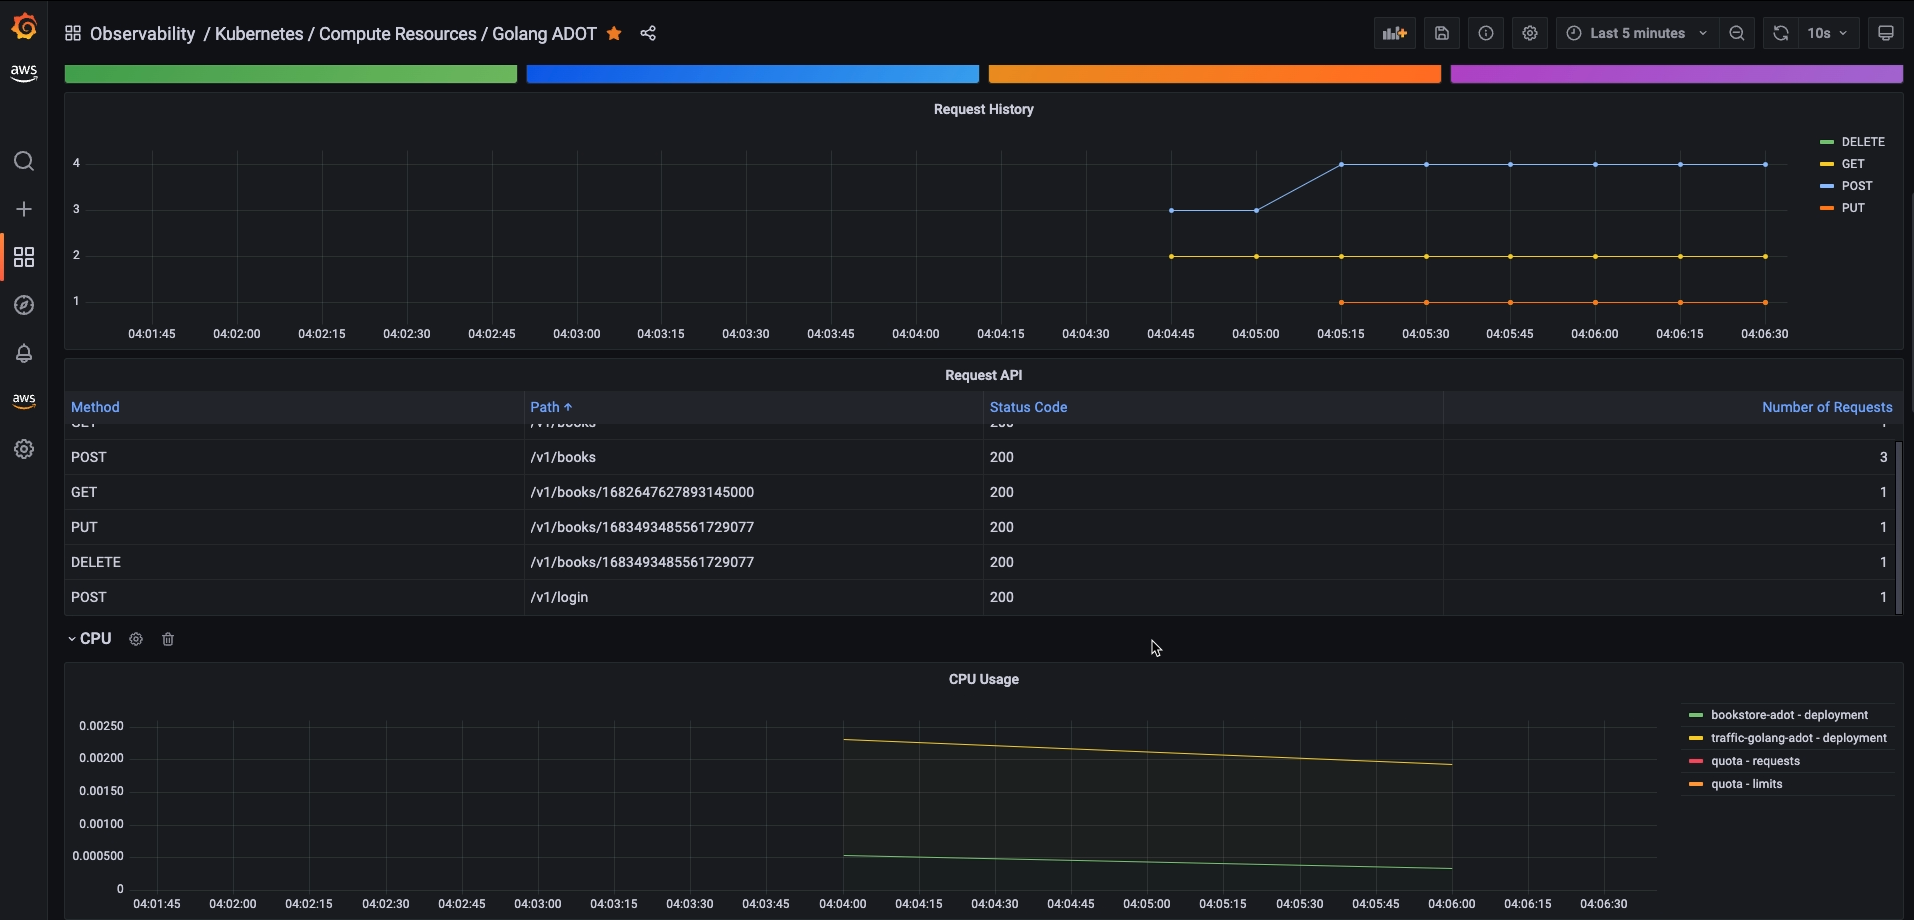 Observability / Kubernetes / Compute Resources / Golang ADOT
Last 5 minutes
10s
aws
Request History
DELETE
GET
POST
PUT
4
3
2
1
04:01:45 04:02:00 04:02:15 04:02:30 04:02:45 04:03:00 04:03:15 04:03:30 04:03:45 04:04:00 04:04:15 04:04:30 04:04:45 04:05:00 04:05:15 04:05:30 04:05:45 04:06:00 04:06:15 04:06:30
Request API
Method Path ↑ Status Code Number of Requests
POST /v1/books 200 3
GET /v1/books/1682647627893145000 200 1
PUT /v1/books/1683493485561729077 200 1
DELETE /v1/books/1683493485561729077 200 1
POST /v1/login 200 1
aws
CPU
CPU Usage
0.00250
0.00200
0.00150
0.00100
0.000500
0
bookstore-adot - deployment
traffic-golang-adot - deployment
quota - requests
quota - limits
04:01:45 04:02:00 04:02:15 04:02:30 04:02:45 04:03:00 04:03:15 04:03:30 04:03:45 04:04:00 04:04:15 04:04:30 04:04:45 04:05:00 04:05:15 04:05:30 04:05:45 04:06:00 04:06:15 04:06:30